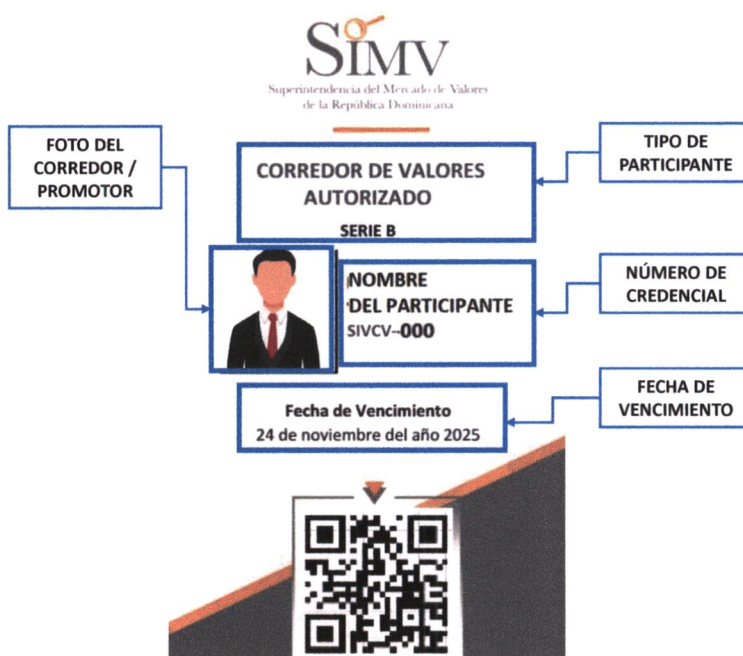 SIMV
Superintendencia del Mercado de Valores
de la República Dominicana
FOTO DEL
CORREDOR /
PROMOTOR
CORREDOR DE VALORES
AUTORIZADO
SERIE B
TIPO DE
PARTICIPANTE
NOMBRE
DEL PARTICIPANTE
SIVCV--000
NÚMERO DE
CREDENCIAL
Fecha de Vencimiento
24 de noviembre del año 2025
FECHA DE
VENCIMIENTO